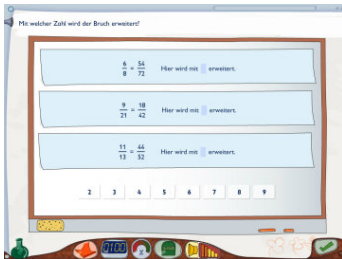 Mit welcher Zahl wird der Bruch erweitert?
6/8 = 54/72 Hier wird mit erweitert.
9/21 = 18/42 Hier wird mit erweitert.
11/13 = 44/52 Hier wird mit erweitert.
2 3 4 5 6 7 8 9